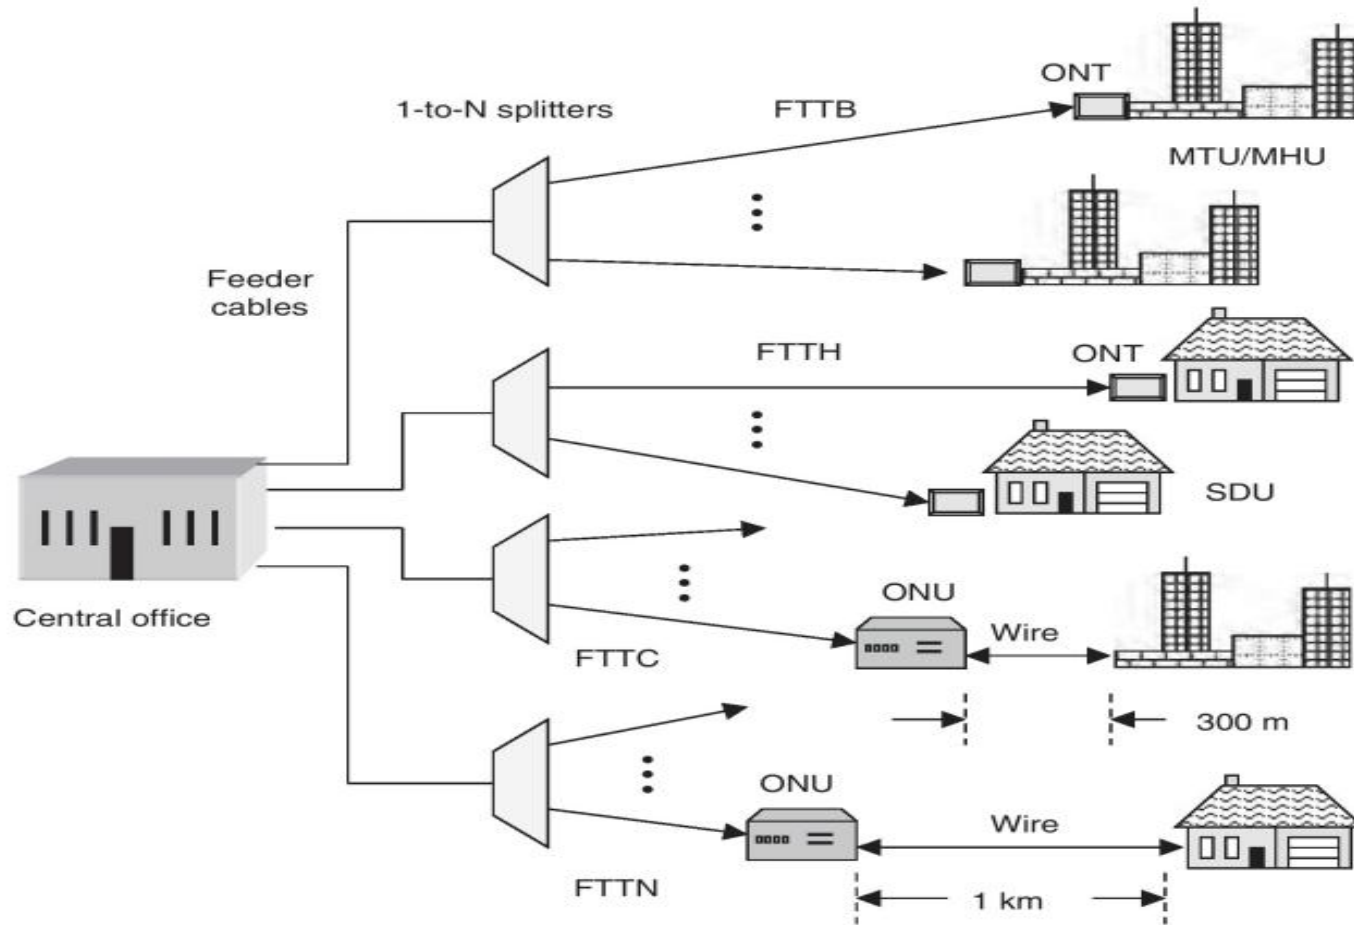 ONT
1-to-N splitters
FTTB
MTU/MHU
Feeder
cables
FTTH
ONT
SDU
Central office
ONU
Wire
FTTC
300 m
ONU
Wire
FTTN
1 km